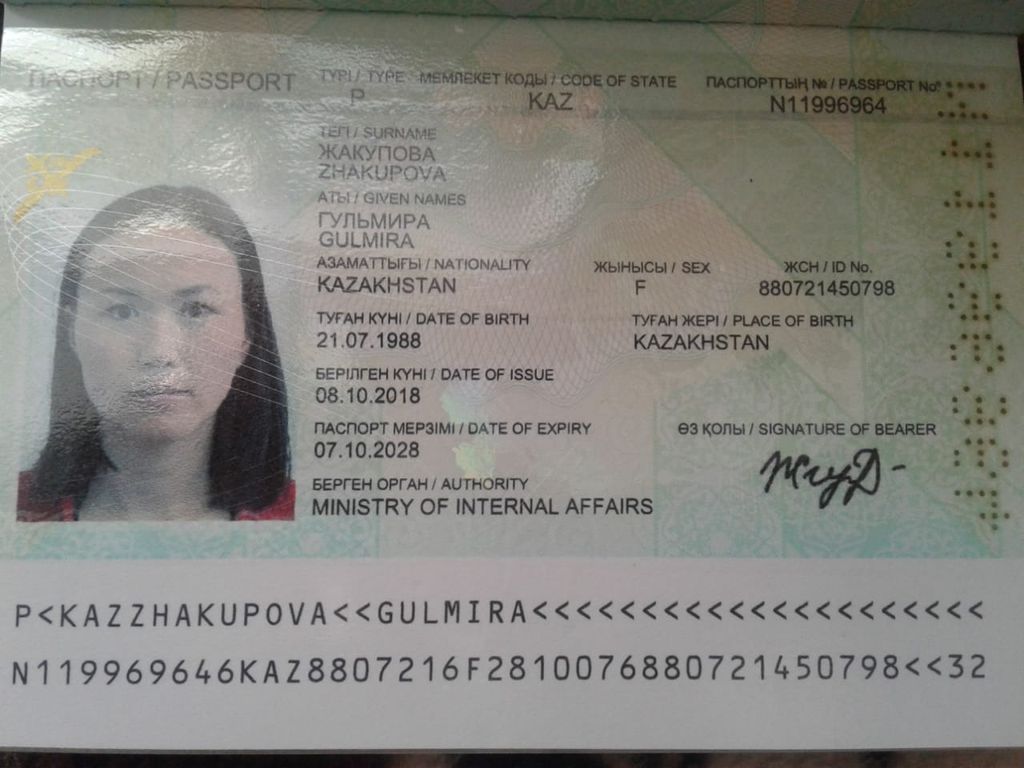 ПАСПОРТ / PASSPORT
ТҮРІ / TYPE МЕМЛЕКЕТ КОДЫ / CODE OF STATE ПАСПОРТТЫҢ № / PASSPORT No.
P KAZ N11996964
ТЕГІ / SURNAME
ЖАКУПОВА
ZHAKUPOVA
АТЫ / GIVEN NAMES
ГУЛЬМИРА
GULMIRA
АЗАМАТТЫҒЫ / NATIONALITY ЖЫНЫСЫ / SEX ЖСН / ID No.
KAZAKHSTAN F 880721450798
ТУҒАН КҮНІ / DATE OF BIRTH ТУҒАН ЖЕРІ / PLACE OF BIRTH
21.07.1988 KAZAKHSTAN
БЕРІЛГЕН КҮНІ / DATE OF ISSUE
08.10.2018
ПАСПОРТ МЕРЗІМІ / DATE OF EXPIRY ӨЗ ҚОЛЫ / SIGNATURE OF BEARER
07.10.2028
БЕРГЕН ОРГАН / AUTHORITY
MINISTRY OF INTERNAL AFFAIRS
P<KAZZHAKUPOVA<<GULMIRA<<<<<<<<<<<<<<<<<<<<<
N119969646KAZ8807216F2810076880721450798<<32